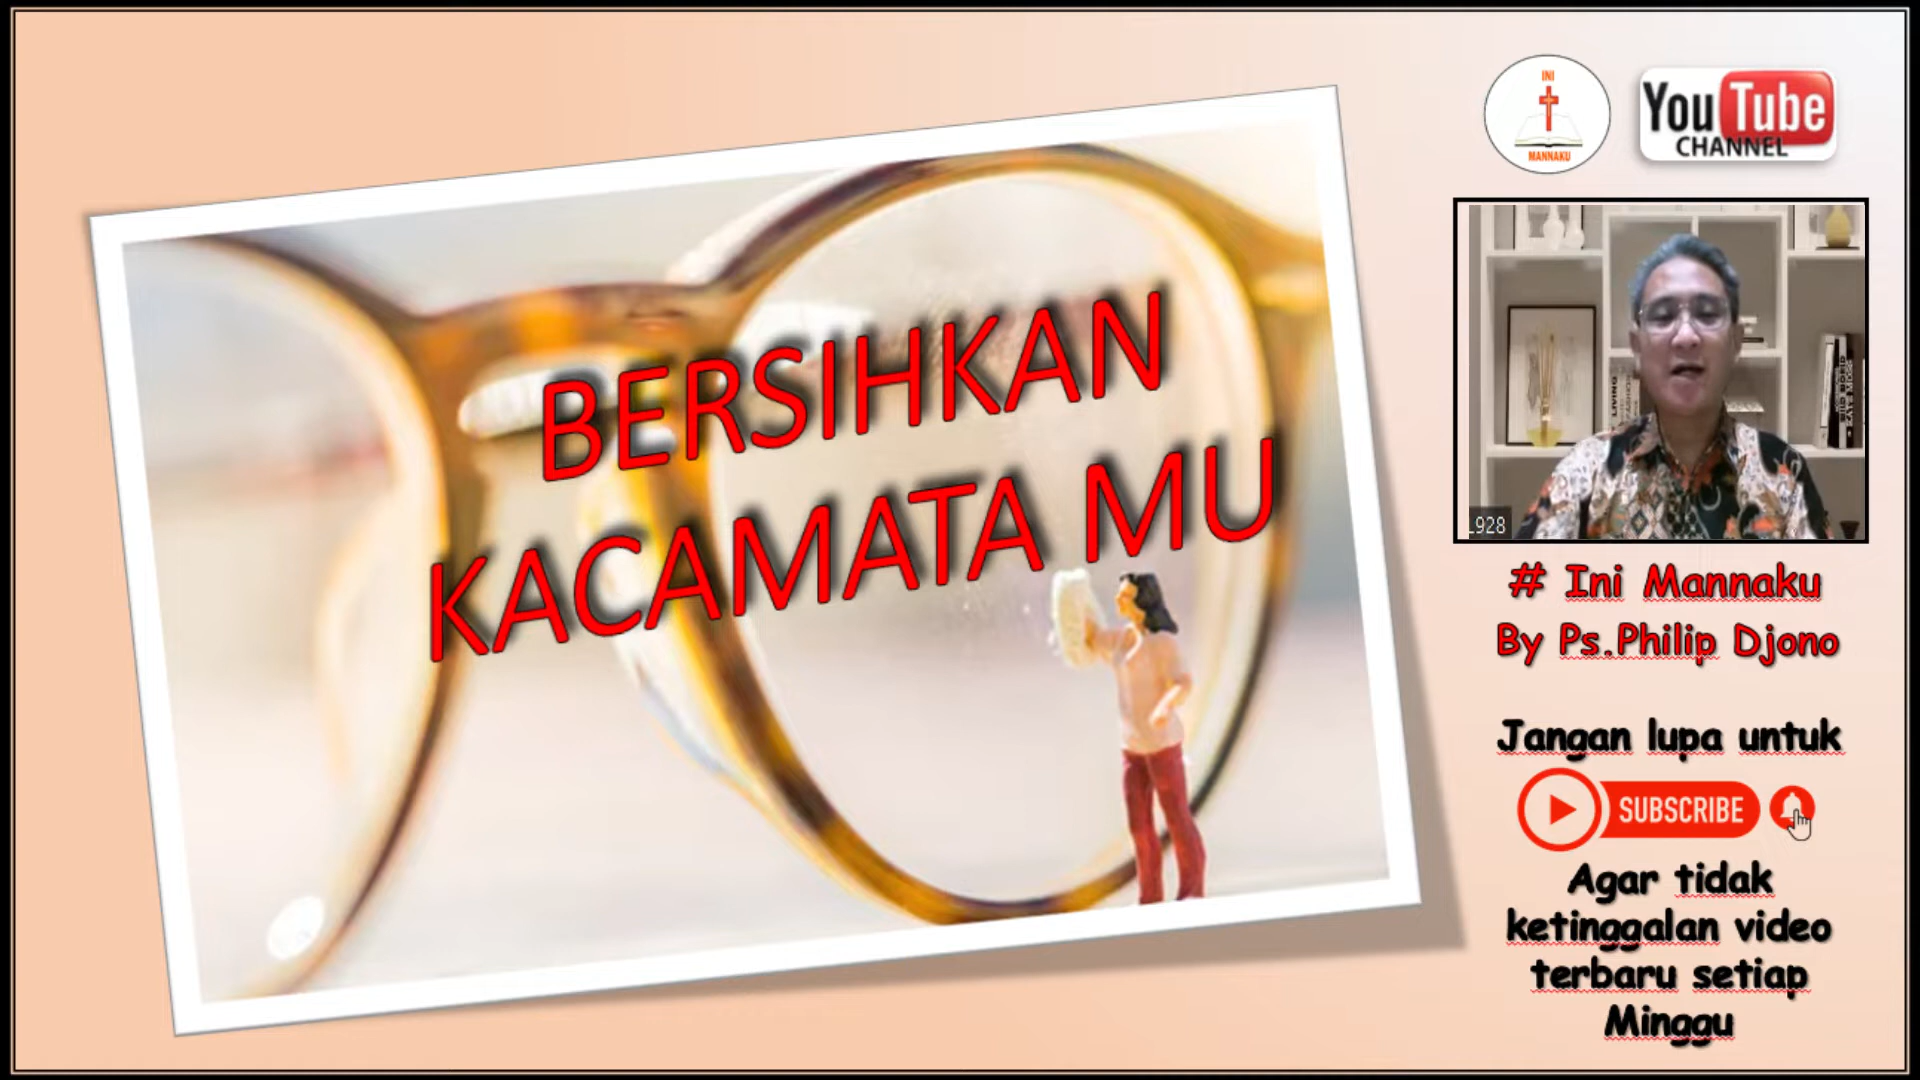 BERSIHKAN
KACAMATA MU
INI
MANNAKU
YouTube
CHANNEL
# Ini Mannaku
By Ps.Philip Djono
Jangan lupa untuk
SUBSCRIBE
Agar tidak
ketinggalan video
terbaru setiap
Minggu